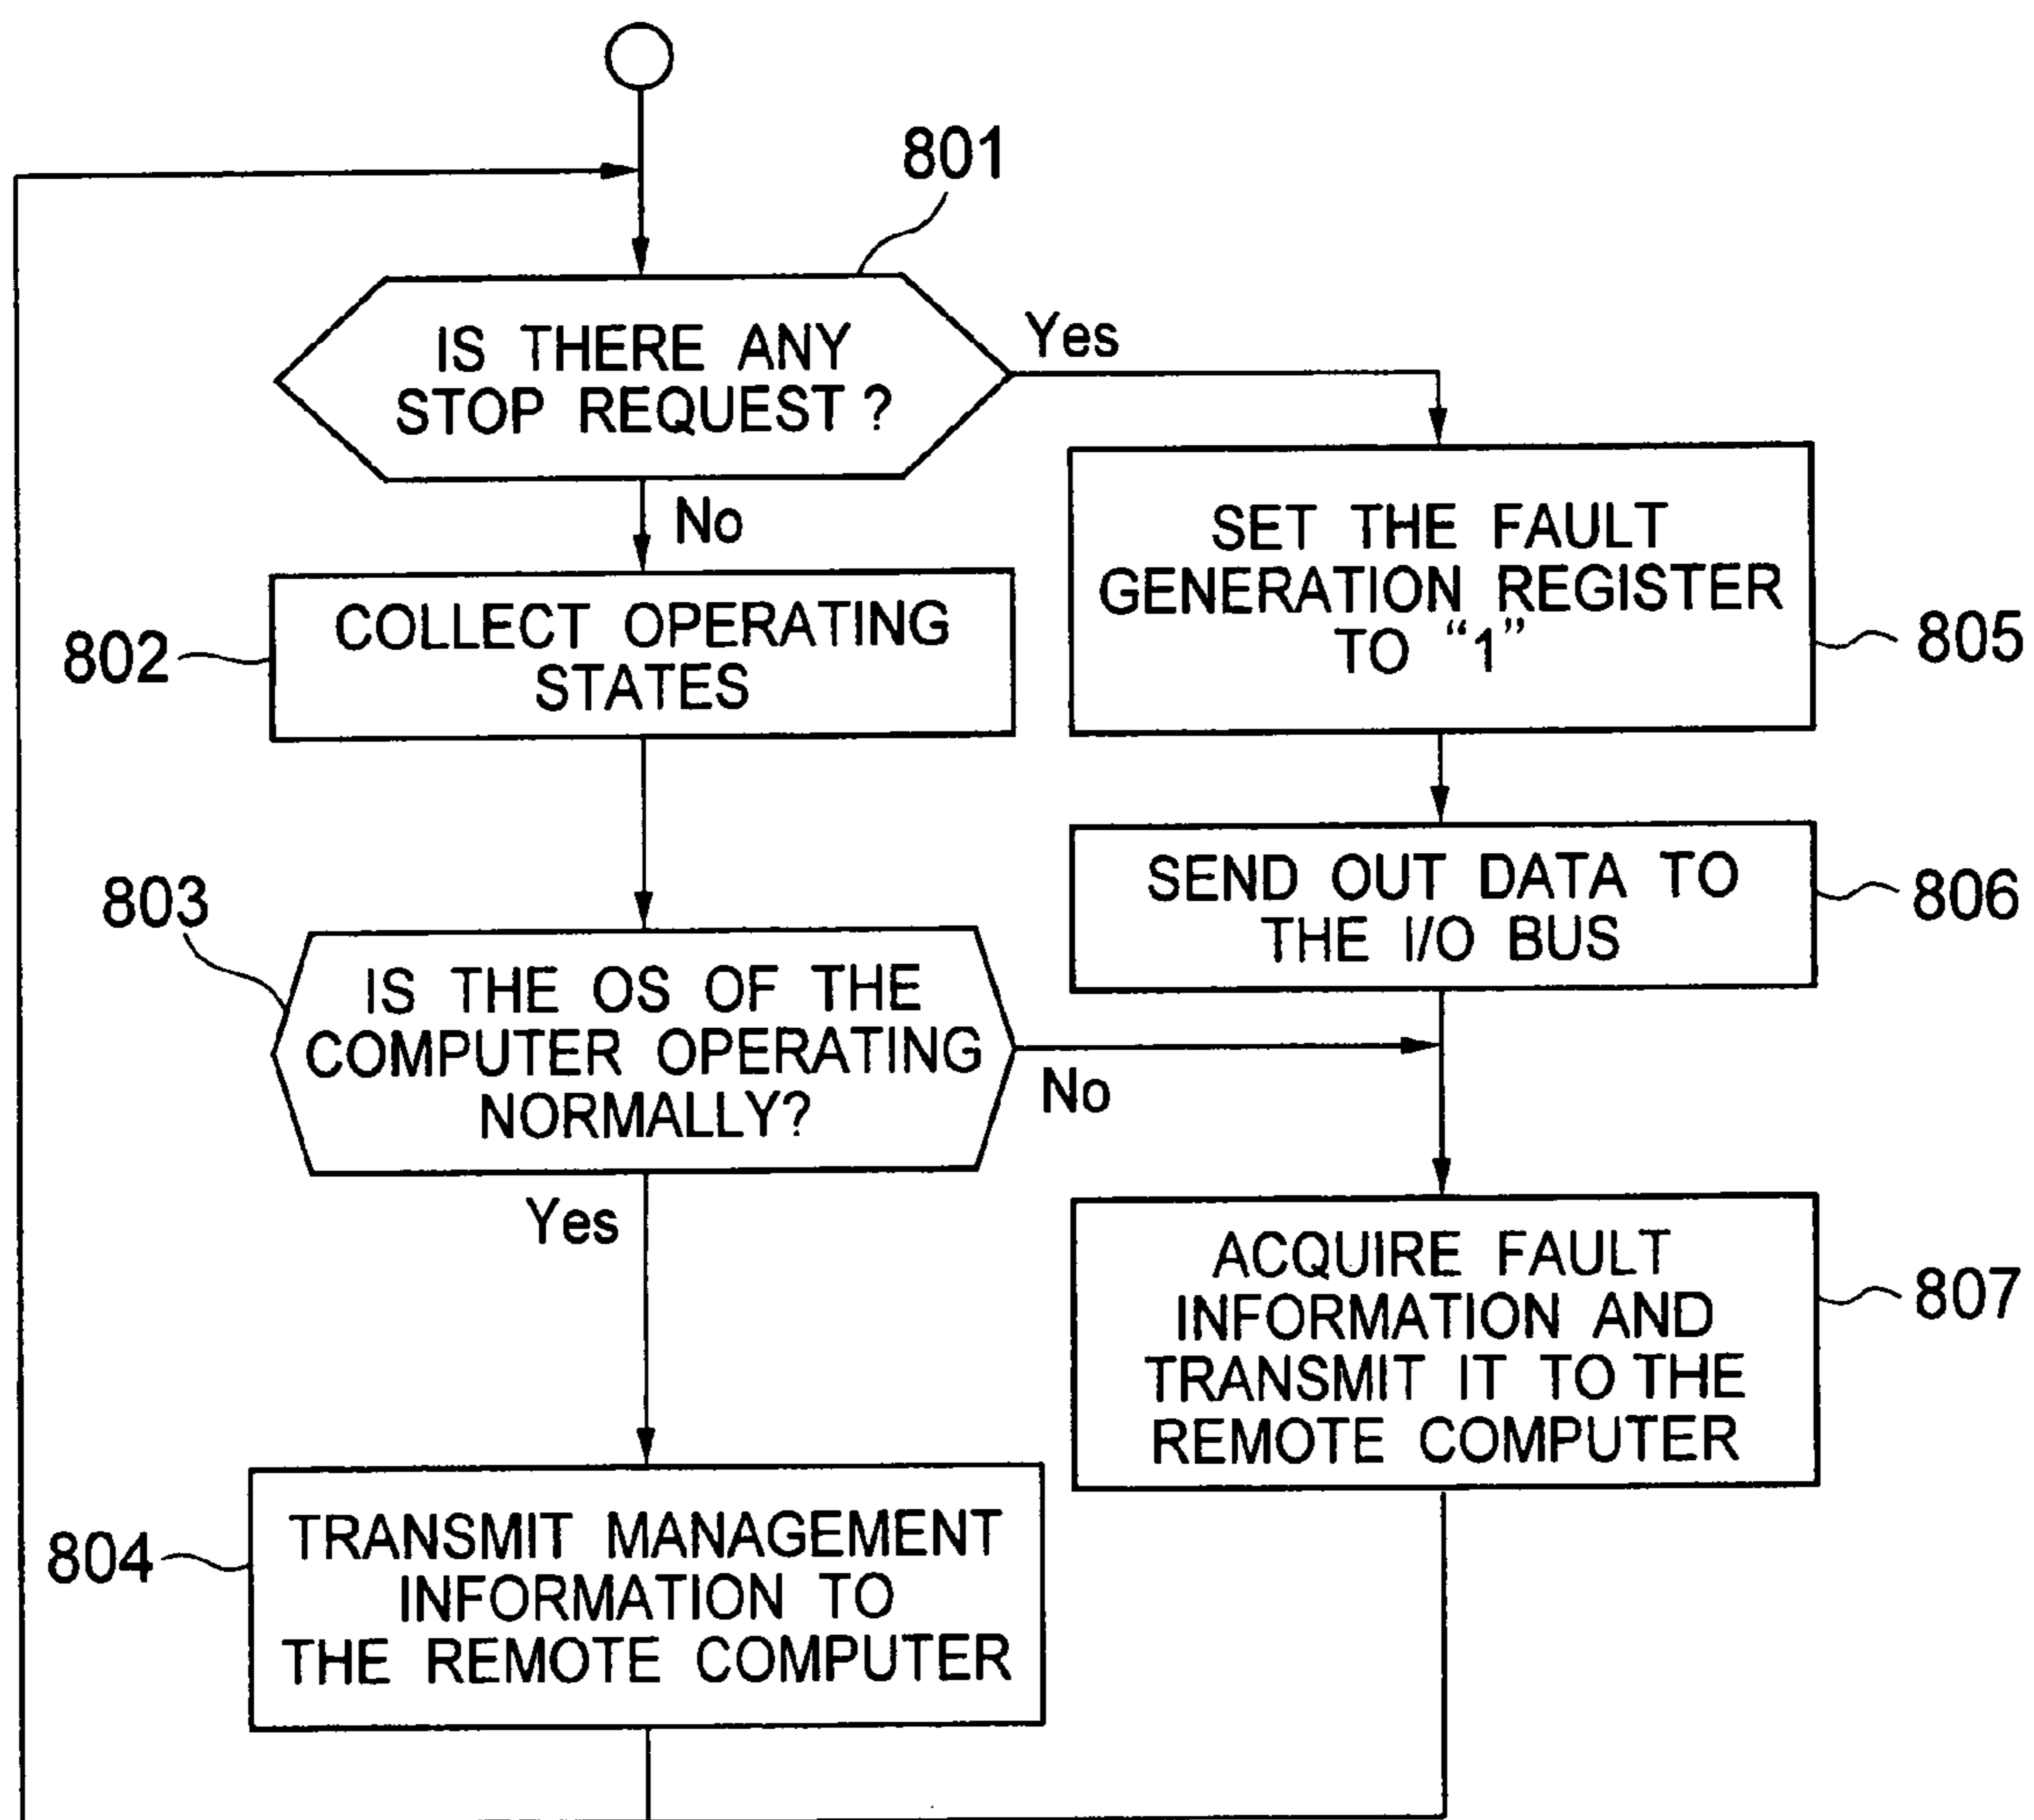 801
IS THERE ANY
STOP REQUEST ?
Yes
No
802
COLLECT OPERATING
STATES
SET THE FAULT
GENERATION REGISTER
TO “1”
805
SEND OUT DATA TO
THE I/O BUS
806
803
IS THE OS OF THE
COMPUTER OPERATING
NORMALLY?
No
Yes
ACQUIRE FAULT
INFORMATION AND
TRANSMIT IT TO THE
REMOTE COMPUTER
807
804
TRANSMIT MANAGEMENT
INFORMATION TO
THE REMOTE COMPUTER